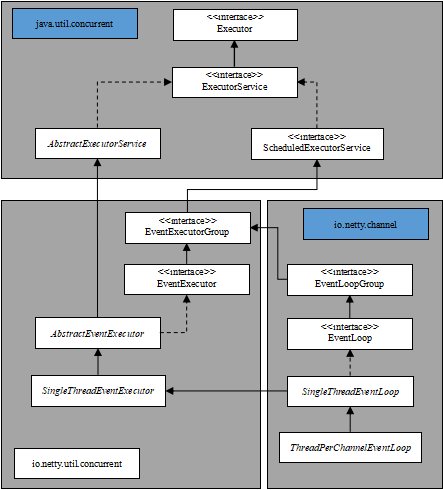 java.util.concurrent
<<interface>>
Executor
<<interface>>
ExecutorService
AbstractExecutorService
<<interface>>
ScheduledExecutorService
<<interface>>
EventExecutorGroup
io.netty.channel
<<interface>>
EventExecutor
<<interface>>
EventLoopGroup
AbstractEventExecutor
<<interface>>
EventLoop
SingleThreadEventExecutor
SingleThreadEventLoop
ThreadPerChannelEventLoop
io.netty.util.concurrent